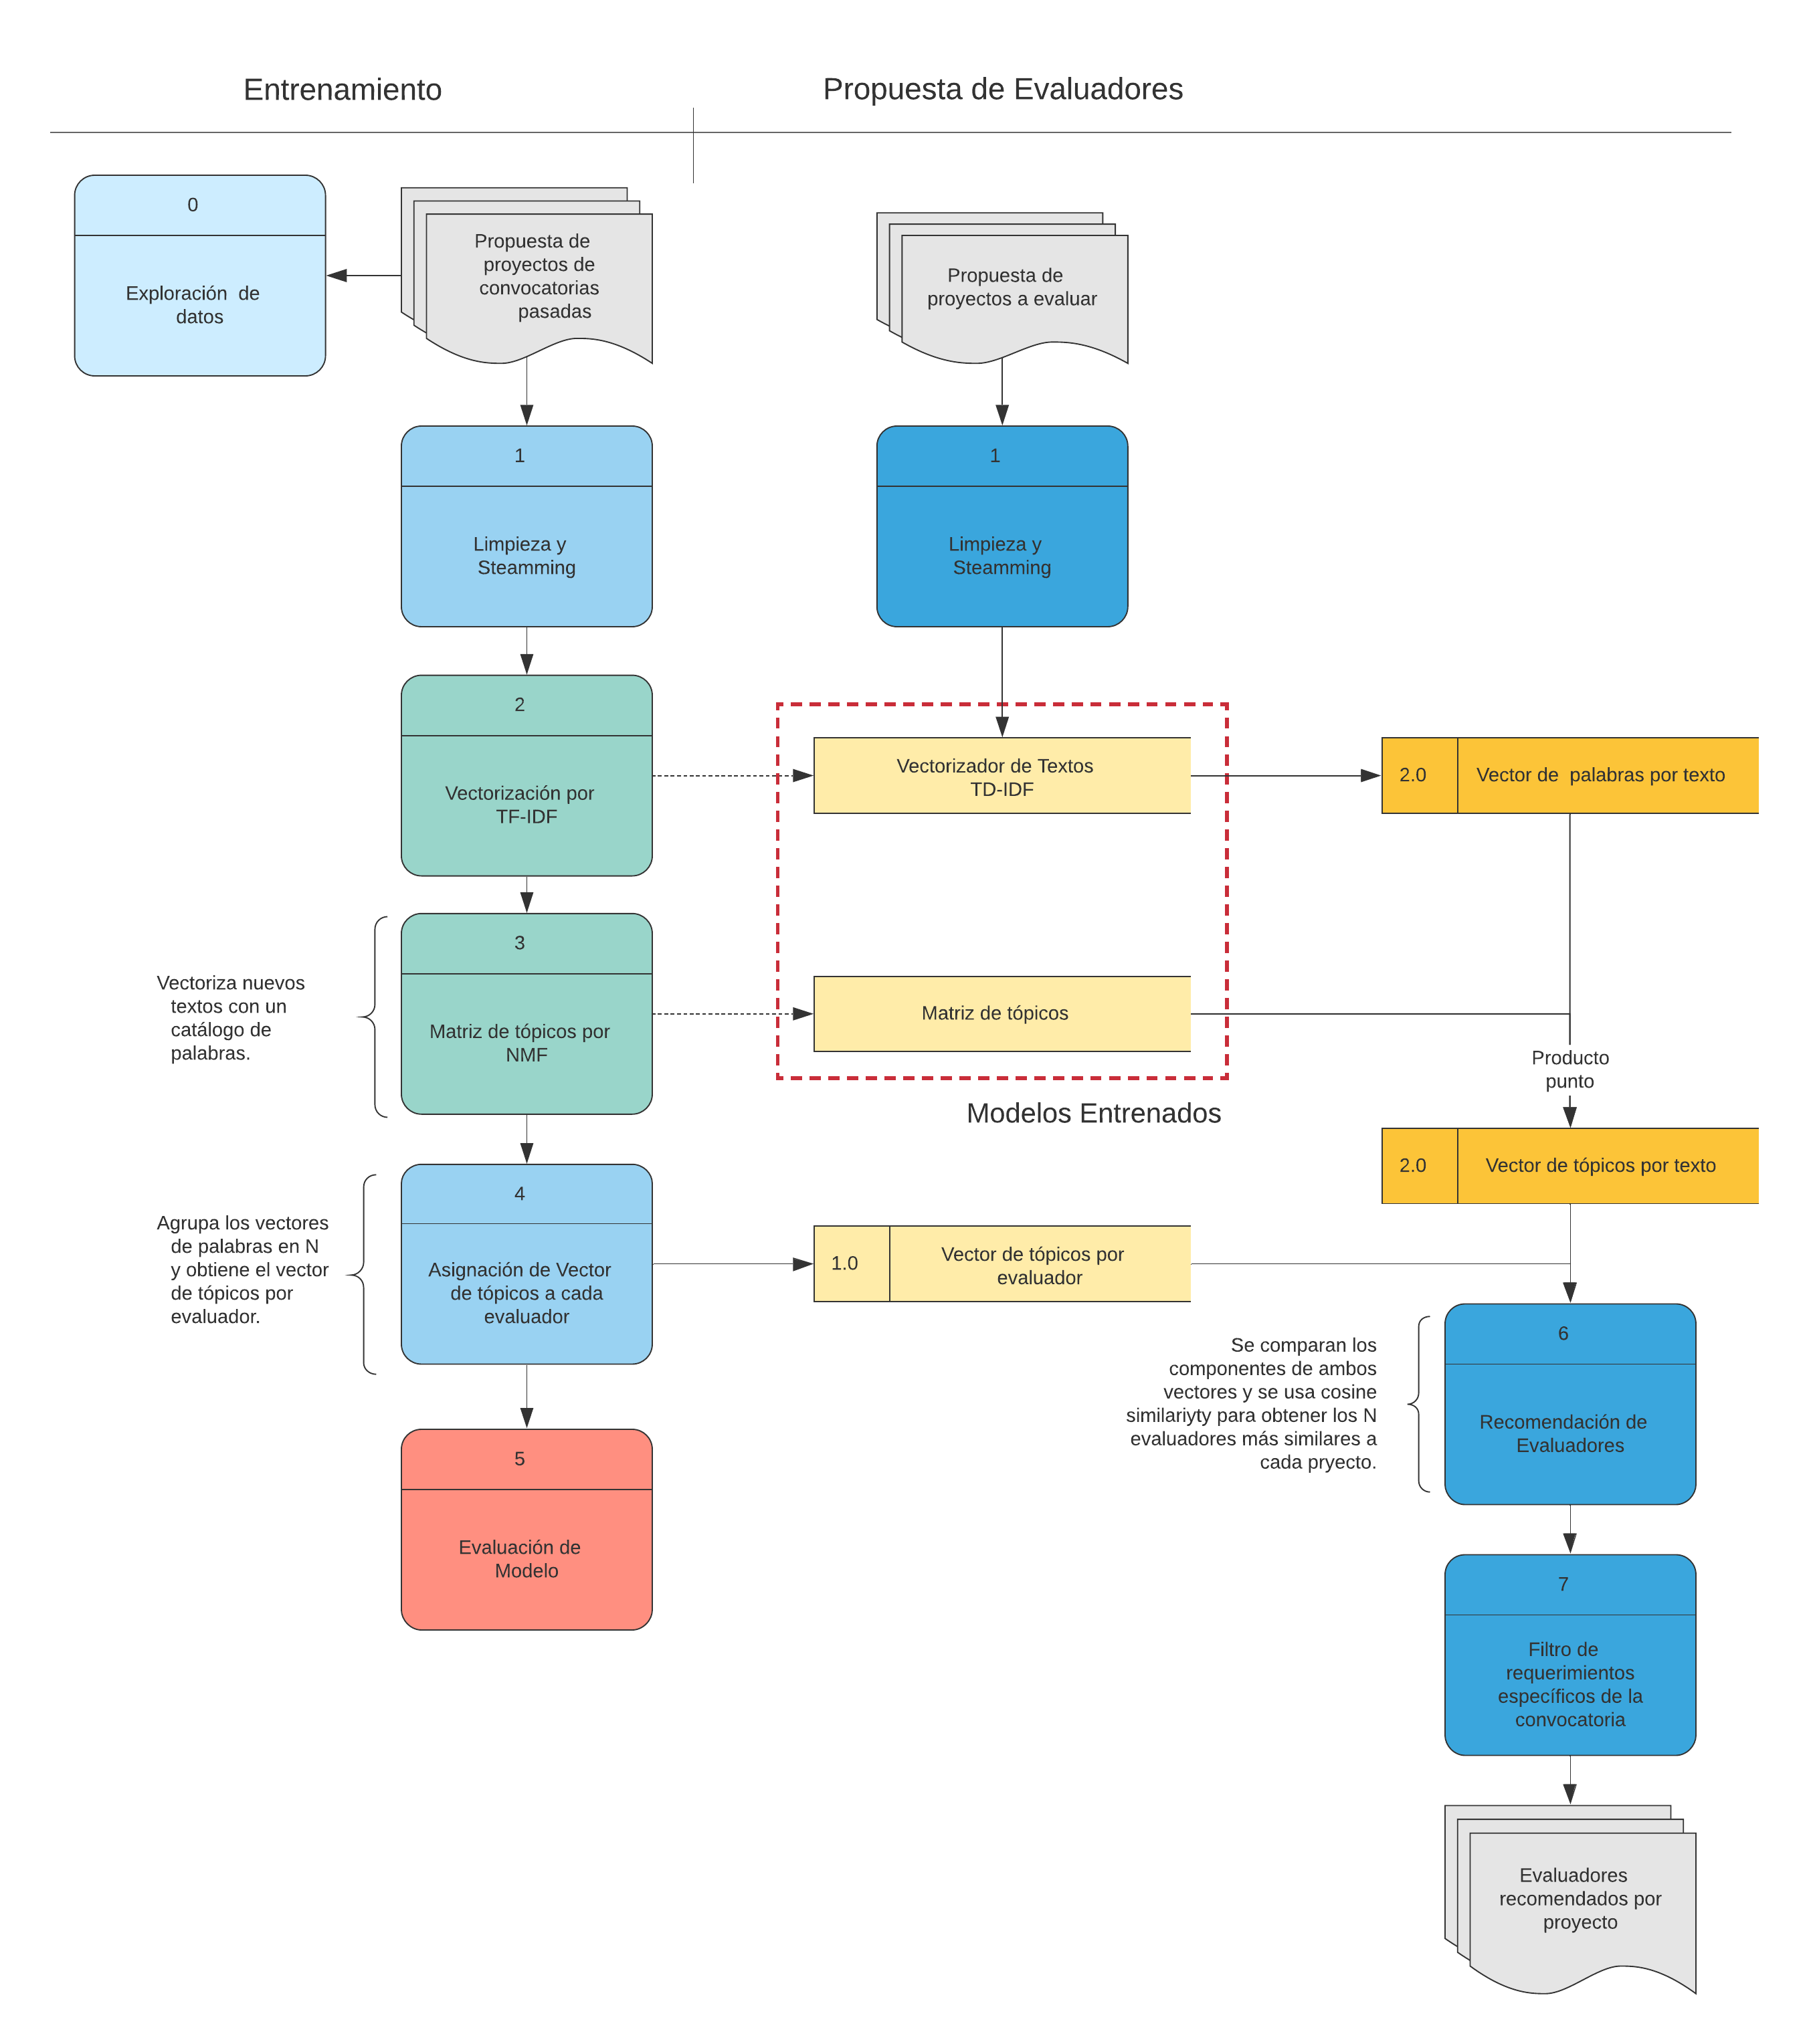 Entrenamiento
Propuesta de Evaluadores
0
Exploración de
datos
Propuesta de
proyectos de
convocatorias
pasadas
Propuesta de
proyectos a evaluar
1
Limpieza y
Steamming
1
Limpieza y
Steamming
2
Vectorización por
TF-IDF
Vectorizador de Textos
TD-IDF
2.0
Vector de palabras por texto
Vectoriza nuevos
textos con un
catálogo de
palabras.
3
Matriz de tópicos por
NMF
Matriz de tópicos
Producto
punto
Modelos Entrenados
2.0
Vector de tópicos por texto
Agrupa los vectores
de palabras en N
y obtiene el vector
de tópicos por
evaluador.
4
Asignación de Vector
de tópicos a cada
evaluador
1.0
Vector de tópicos por
evaluador
Se comparan los
componentes de ambos
vectores y se usa cosine
similariyty para obtener los N
evaluadores más similares a
cada pryecto.
6
Recomendación de
Evaluadores
5
Evaluación de
Modelo
7
Filtro de
requerimientos
específicos de la
convocatoria
Evaluadores
recomendados por
proyecto